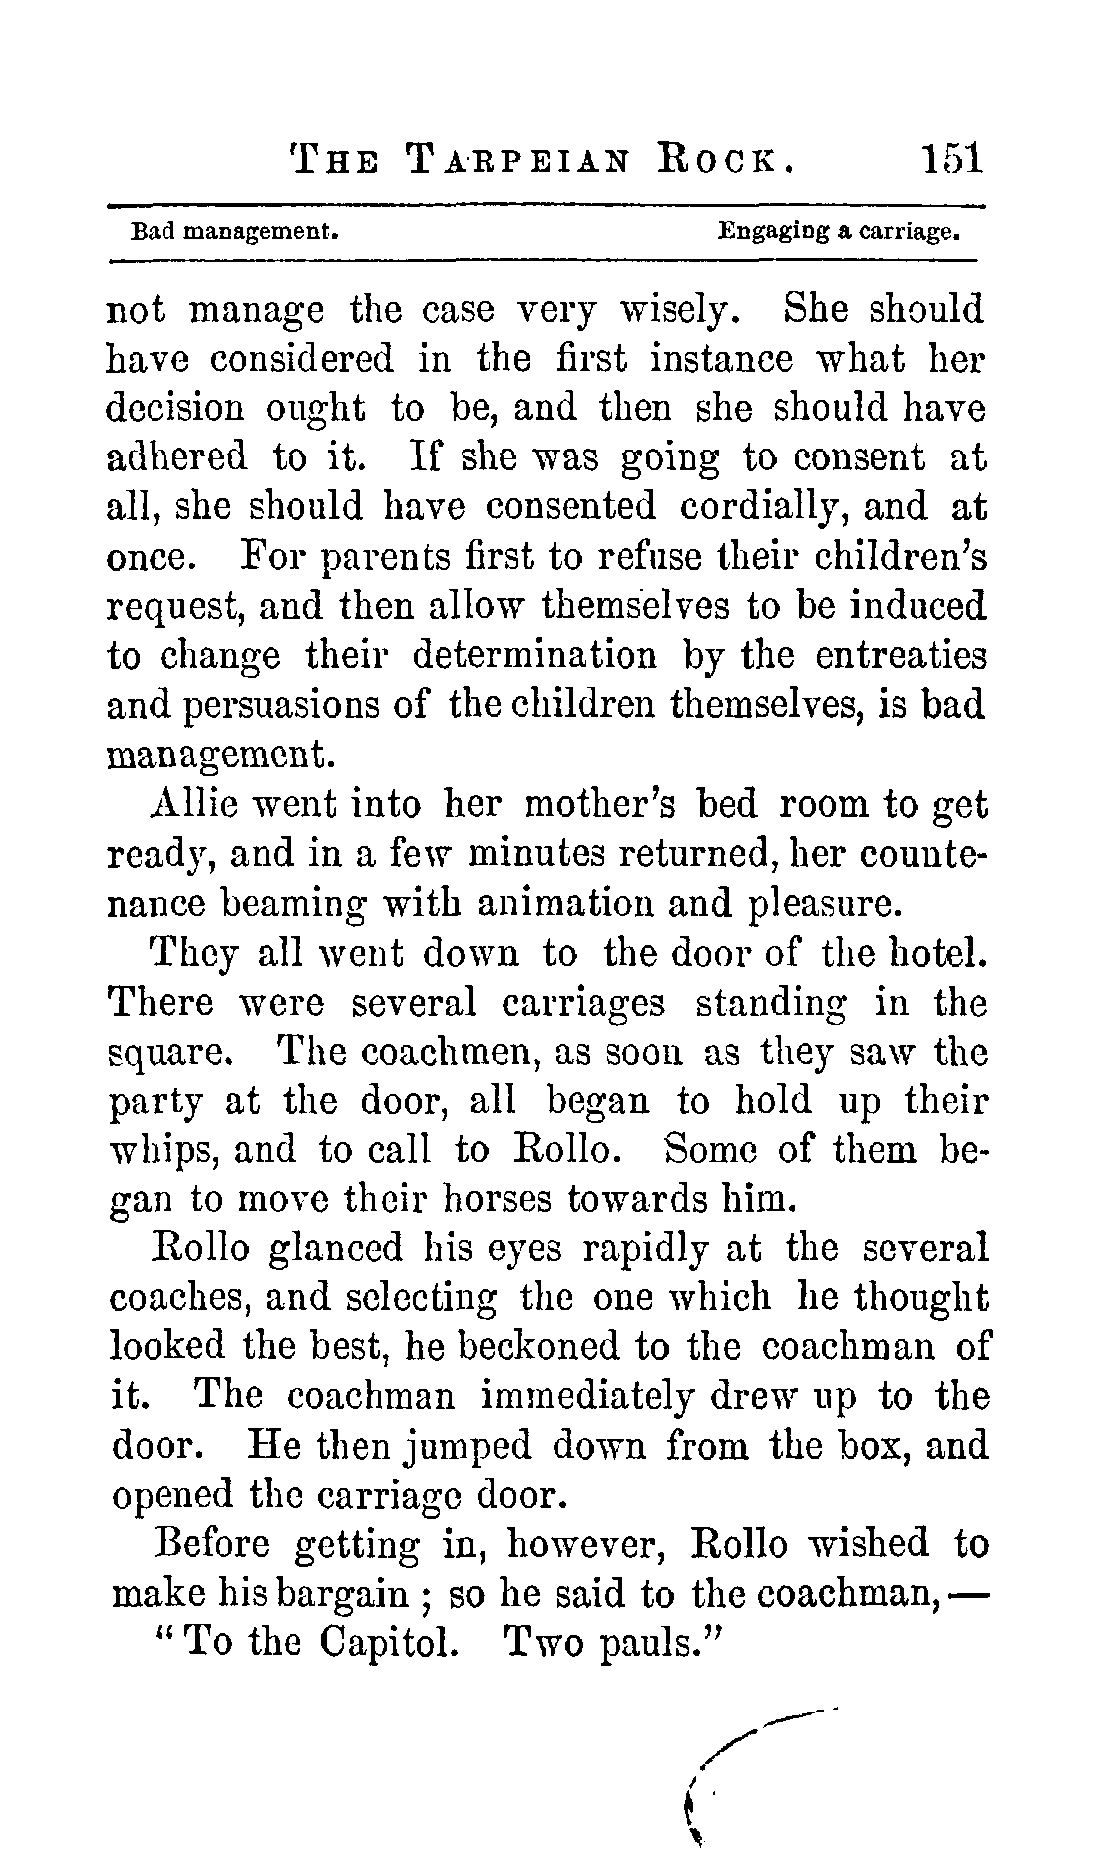 THE TARPEIAN ROCK. 151
Bad management. Engaging a carriage.
not manage the case very wisely. She should
have considered in the first instance what her
decision ought to be, and then she should have
adhered to it. If she was going to consent at
all, she should have consented cordially, and at
once. For parents first to refuse their children's
request, and then allow themselves to be induced
to change their determination by the entreaties
and persuasions of the children themselves, is bad
management.
Allie went into her mother's bed room to get
ready, and in a few minutes returned, her counte-
nance beaming with animation and pleasure.
They all went down to the door of the hotel.
There were several carriages standing in the
square. The coachmen, as soon as they saw the
party at the door, all began to hold up their
whips, and to call to Rollo. Some of them be-
gan to move their horses towards him.
Rollo glanced his eyes rapidly at the several
coaches, and selecting the one which he thought
looked the best, he beckoned to the coachman of
it. The coachman immediately drew up to the
door. He then jumped down from the box, and
opened the carriage door.
Before getting in, however, Rollo wished to
make his bargain ; so he said to the coachman,—
"To the Capitol. Two pauls."